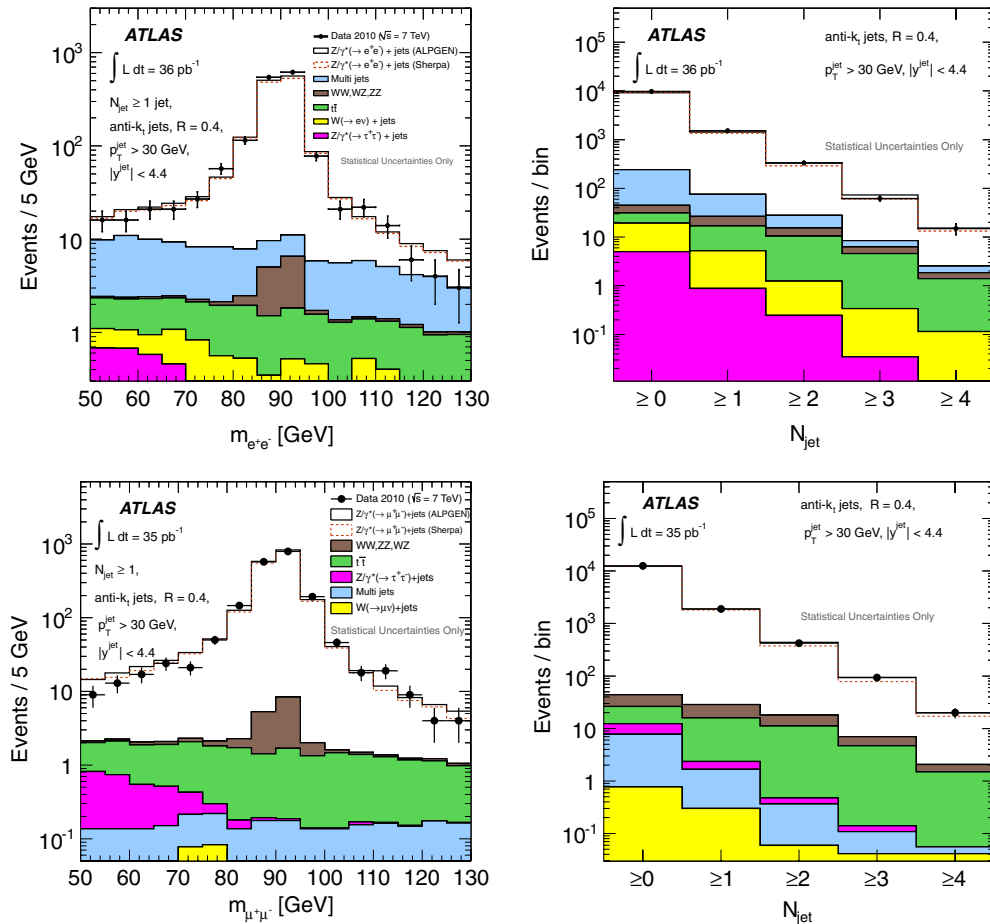 ATLAS
∫ L dt = 36 pb⁻¹
N_jet ≥ 1 jet,
anti-k_t jets, R = 0.4,
p_T^jet > 30 GeV,
|y^jet| < 4.4
Data 2010 (√s = 7 TeV)
Z/γ*(→ e⁺e⁻) + jets (ALPGEN)
Z/γ*(→ e⁺e⁻) + jets (Sherpa)
Multi jets
WW,WZ,ZZ
tt̄
W(→ eν) + jets
Z/γ*(→ τ⁺τ⁻) + jets
Statistical Uncertainties Only
Events / 5 GeV
10³
10²
10
1
50 60 70 80 90 100 110 120 130
m_e⁺e⁻ [GeV]
ATLAS
∫ L dt = 36 pb⁻¹
anti-k_t jets, R = 0.4,
p_T^jet > 30 GeV, |y^jet| < 4.4
Statistical Uncertainties Only
Events / bin
10⁵
10⁴
10³
10²
10
1
10⁻¹
≥ 0 ≥ 1 ≥ 2 ≥ 3 ≥ 4
N_jet
ATLAS
∫ L dt = 35 pb⁻¹
N_jet ≥ 1,
anti-k_t jets, R = 0.4,
p_T^jet > 30 GeV,
|y^jet| < 4.4
Data 2010 (√s = 7 TeV)
Z/γ*(→ μ⁺μ⁻)+jets (ALPGEN)
Z/γ*(→ μ⁺μ⁻)+jets (Sherpa)
WW,ZZ,WZ
tt̄
Z/γ*(→ τ⁺τ⁻)+jets
Multi jets
W(→μν)+jets
Statistical Uncertainties Only
Events / 5 GeV
10³
10²
10
1
10⁻¹
50 60 70 80 90 100 110 120 130
m_μ⁺μ⁻ [GeV]
ATLAS
∫ L dt = 35 pb⁻¹
anti-k_t jets, R = 0.4,
p_T^jet > 30 GeV, |y^jet| < 4.4
Statistical Uncertainties Only
Events / bin
10⁵
10⁴
10³
10²
10
1
10⁻¹
≥0 ≥1 ≥2 ≥3 ≥4
N_jet